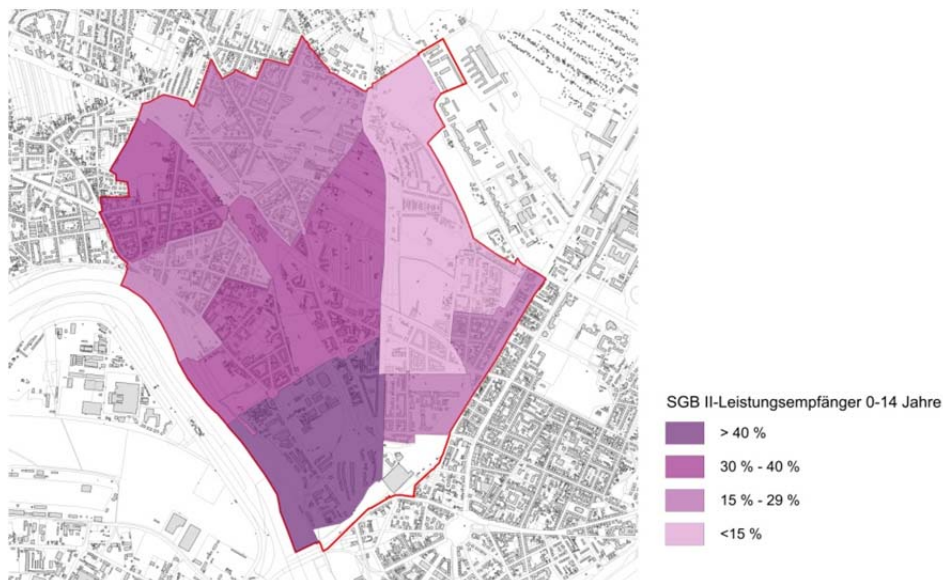 SGB II-Leistungsempfänger 0-14 Jahre
> 40 %
30 % - 40 %
15 % - 29 %
<15 %